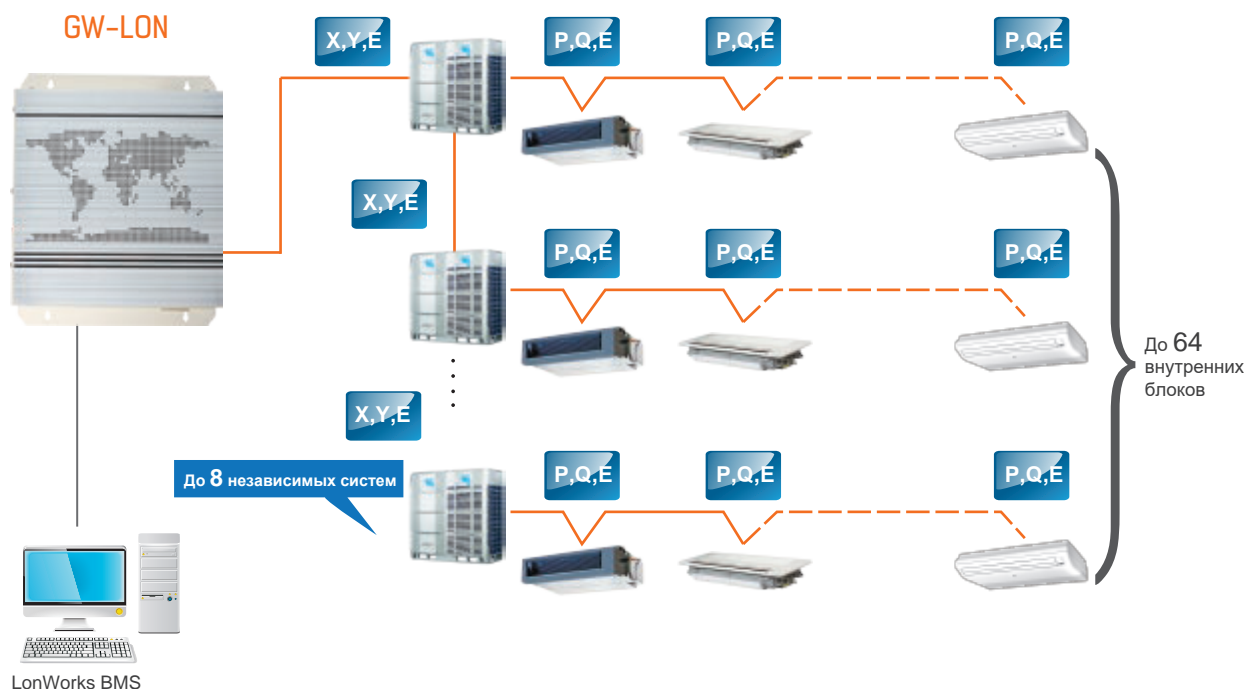 GW-LON
X,Y,E
P,Q,E
P,Q,E
P,Q,E
X,Y,E
P,Q,E
P,Q,E
P,Q,E
До 64
внутренних
блоков
X,Y,E
До 8 независимых систем
P,Q,E
P,Q,E
P,Q,E
LonWorks BMS